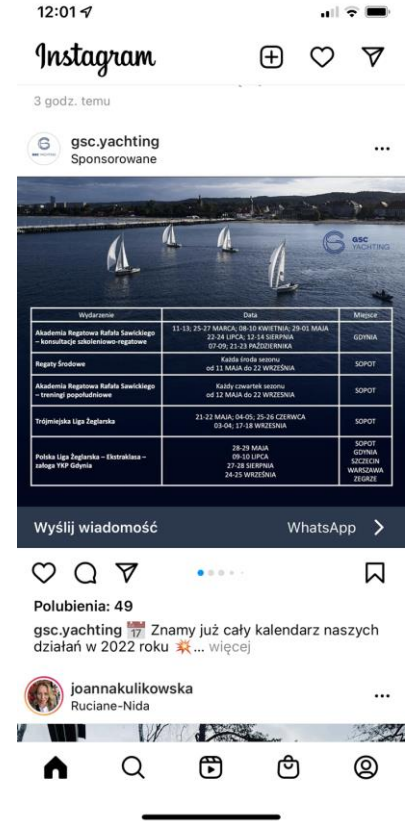 12:01
Instagram
3 godz. temu
gsc.yachting
Sponsorowane
GSC
YACHTING
Wydarzenie Data Miejsce
Akademia Regatowa Rafała Sawickiego
– konsultacje szkoleniowo-regatowe
11-13; 25-27 MARCA; 08-10 KWIETNIA; 29-01 MAJA
22-24 LIPCA; 12-14 SIERPNIA
07-09; 21-23 PAŹDZIERNIKA
GDYNIA
Regaty Środowe
Każda środa sezonu
od 11 MAJA do 22 WRZEŚNIA
SOPOT
Akademia Regatowa Rafała Sawickiego
– treningi popołudniowe
Każdy czwartek sezonu
od 12 MAJA do 22 WRZEŚNIA
SOPOT
Trójmiejska Liga Żeglarska
21-22 MAJA; 04-05; 25-26 CZERWCA
03-04; 17-18 WRZESNIA
SOPOT
Polska Liga Żeglarska – Ekstraklasa –
załoga YKP Gdynia
28-29 MAJA
09-10 LIPCA
27-28 SIERPNIA
24-25 WRZEŚNIA
SOPOT
GDYNIA
SZCZECIN
WARSZAWA
ZEGRZE
Wyślij wiadomość WhatsApp
Polubienia: 49
gsc.yachting 17 Znamy już cały kalendarz naszych
działań w 2022 roku ... więcej
joannakulikowska
Ruciane-Nida